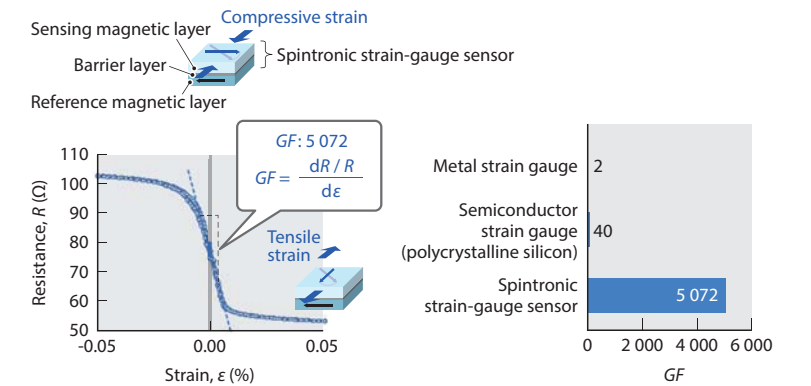 Compressive strain
Sensing magnetic layer
Barrier layer
Spintronic strain-gauge sensor
Reference magnetic layer
GF: 5 072
GF = dR / R
dε
110
100
90
80
70
60
50
Resistance, R (Ω)
Tensile
strain
-0.05
0.00
0.05
Strain, ε (%)
Metal strain gauge
2
Semiconductor
strain gauge
(polycrystalline silicon)
40
Spintronic
strain-gauge sensor
5 072
0
2 000
4 000
6 000
GF